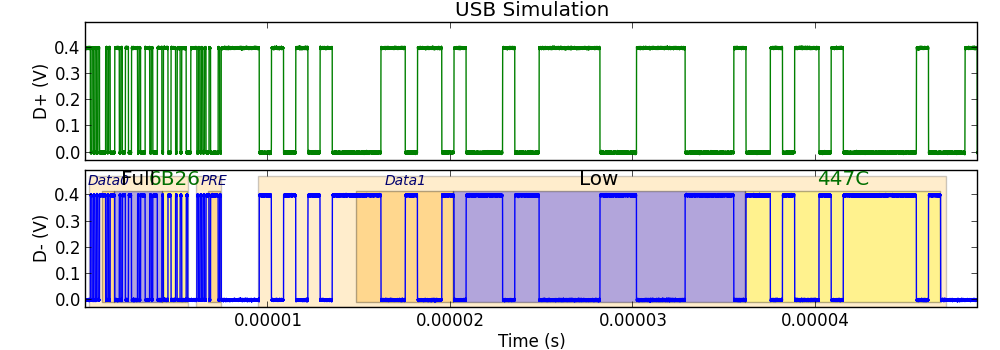 USB Simulation
D+ (V)
0.4
0.3
0.2
0.1
0.0
Data0 Full 6B26 PRE Data1 Low 447C
D- (V)
0.4
0.3
0.2
0.1
0.0
0.00001 0.00002 0.00003 0.00004
Time (s)